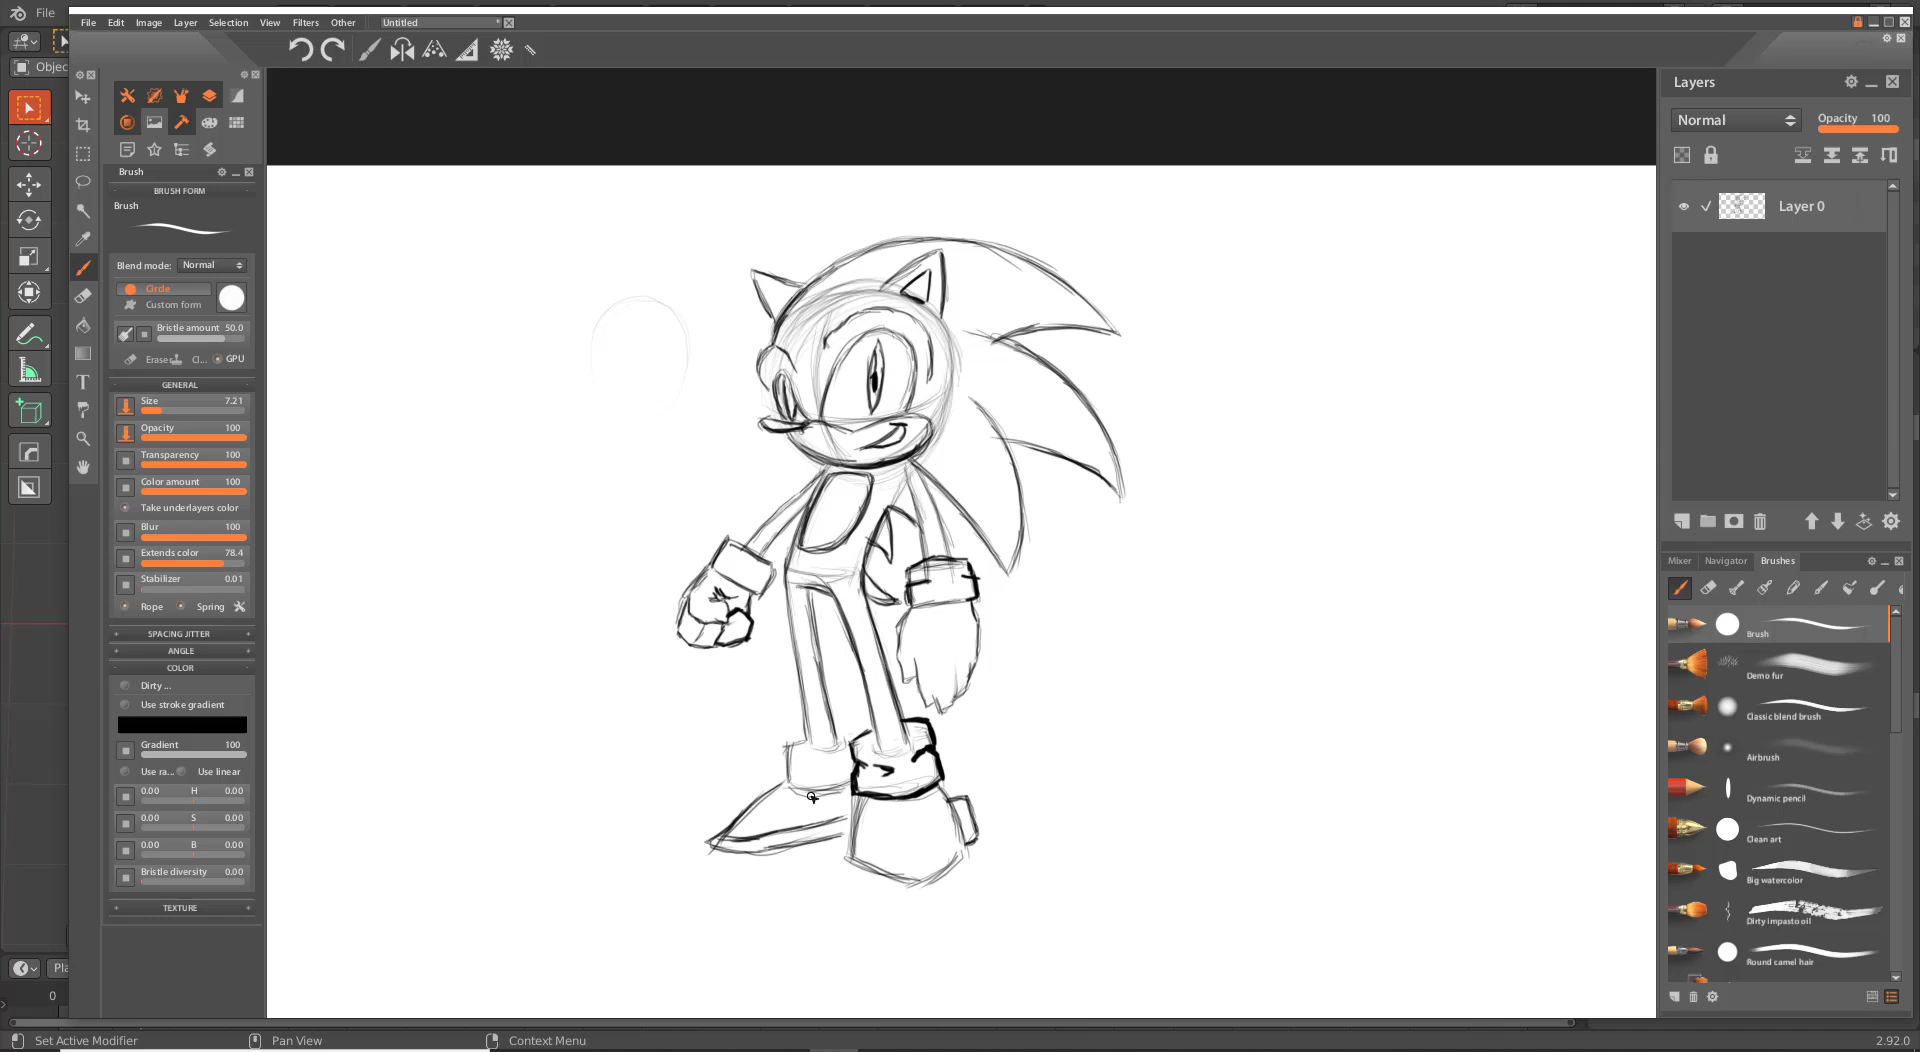 File
File Edit Image Layer Selection View Filters Other Untitled *
Objec
Brush
BRUSH FORM
Brush
Blend mode: Normal
Circle
Custom form
Bristle amount 50.0
Eraser Cl... GPU
GENERAL
Size 7.21
Opacity 100
Transparency 100
Color amount 100
Take underlayers color
Blur 100
Extends color 78.4
Stabilizer 0.01
Rope Spring
SPACING JITTER
ANGLE
COLOR
Dirty ...
Use stroke gradient
Gradient 100
Use ra... Use linear
0.00 H 0.00
0.00 S 0.00
0.00 B 0.00
Bristle diversity 0.00
TEXTURE
Layers
Normal Opacity 100
Layer 0
Mixer Navigator Brushes
Brush
Demo fur
Classic blend brush
Airbrush
Dynamic pencil
Clean art
Big watercolor
Dirty impasto oil
Round camel hair
Pla
0
Set Active Modifier Pan View Context Menu 2.92.0